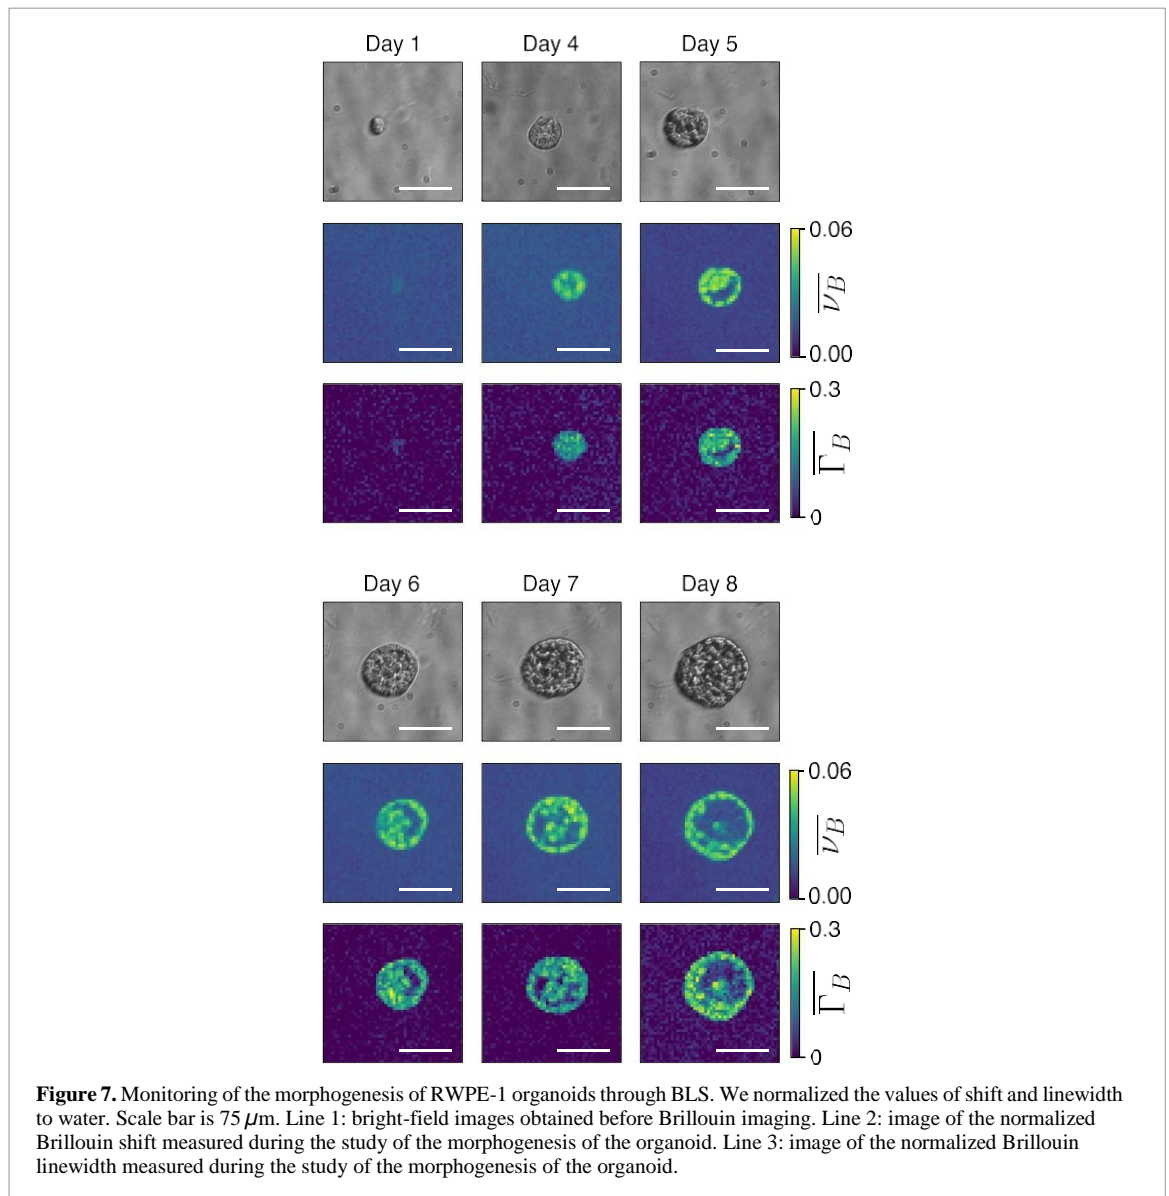 Day 1 Day 4 Day 5
0.06
ν_B
0.00
0.3
Γ_B
0
Day 6 Day 7 Day 8
0.06
ν_B
0.00
0.3
Γ_B
0
Figure 7. Monitoring of the morphogenesis of RWPE-1 organoids through BLS. We normalized the values of shift and linewidth
to water. Scale bar is 75 μm. Line 1: bright-field images obtained before Brillouin imaging. Line 2: image of the normalized
Brillouin shift measured during the study of the morphogenesis of the organoid. Line 3: image of the normalized Brillouin
linewidth measured during the study of the morphogenesis of the organoid.